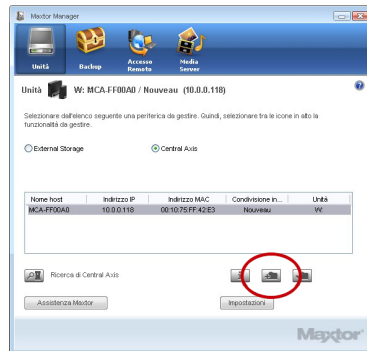 Maxtor Manager
Unità
Backup
Accesso Remoto
Media Server
Unità W: MCA-FF00A0 / Nouveau (10.0.0.118)
Selezionare dall'elenco seguente una periferica da gestire. Quindi, selezionare tra le icone in alto la
funzionalità da gestire.
External Storage Central Axis
Nome host Indirizzo IP Indirizzo MAC Condivisione in... Unità
MCA-FF00A0 10.0.0.118 00:10:75:FF:42:E3 Nouveau W:
Ricerca di Central Axis
Assistenza Maxtor Impostazioni
Maxtor